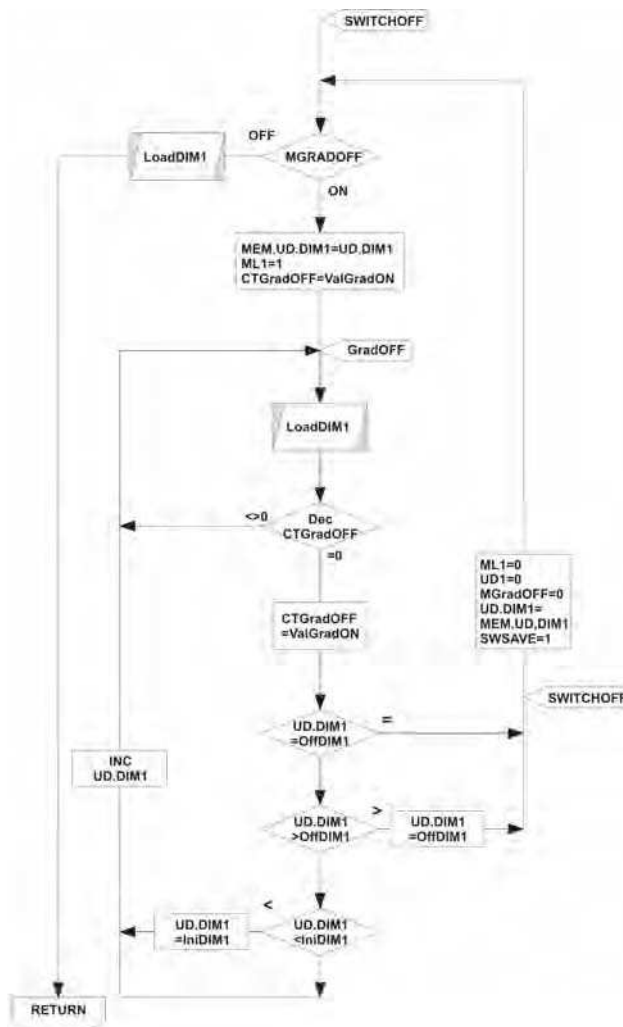 SWITCHOFF
OFF
LoadDIM1
MGRADOFF
ON
MEM.UD.DIM1=UD.DIM1
ML1=1
CTGradOFF=ValGradON
GradOFF
LoadDIM1
<>0
Dec
CTGradOFF
=0
ML1=0
UD1=0
MGradOFF=0
UD.DIM1=
MEM.UD,DIM1
SWSAVE=1
CTGradOFF
=ValGradON
SWITCHOFF
UD.DIM1
=OffDIM1
=
INC
UD.DIM1
UD.DIM1
>OffDIM1
>
UD.DIM1
=OffDIM1
<
UD.DIM1
=IniDIM1
UD.DIM1
<IniDIM1
RETURN